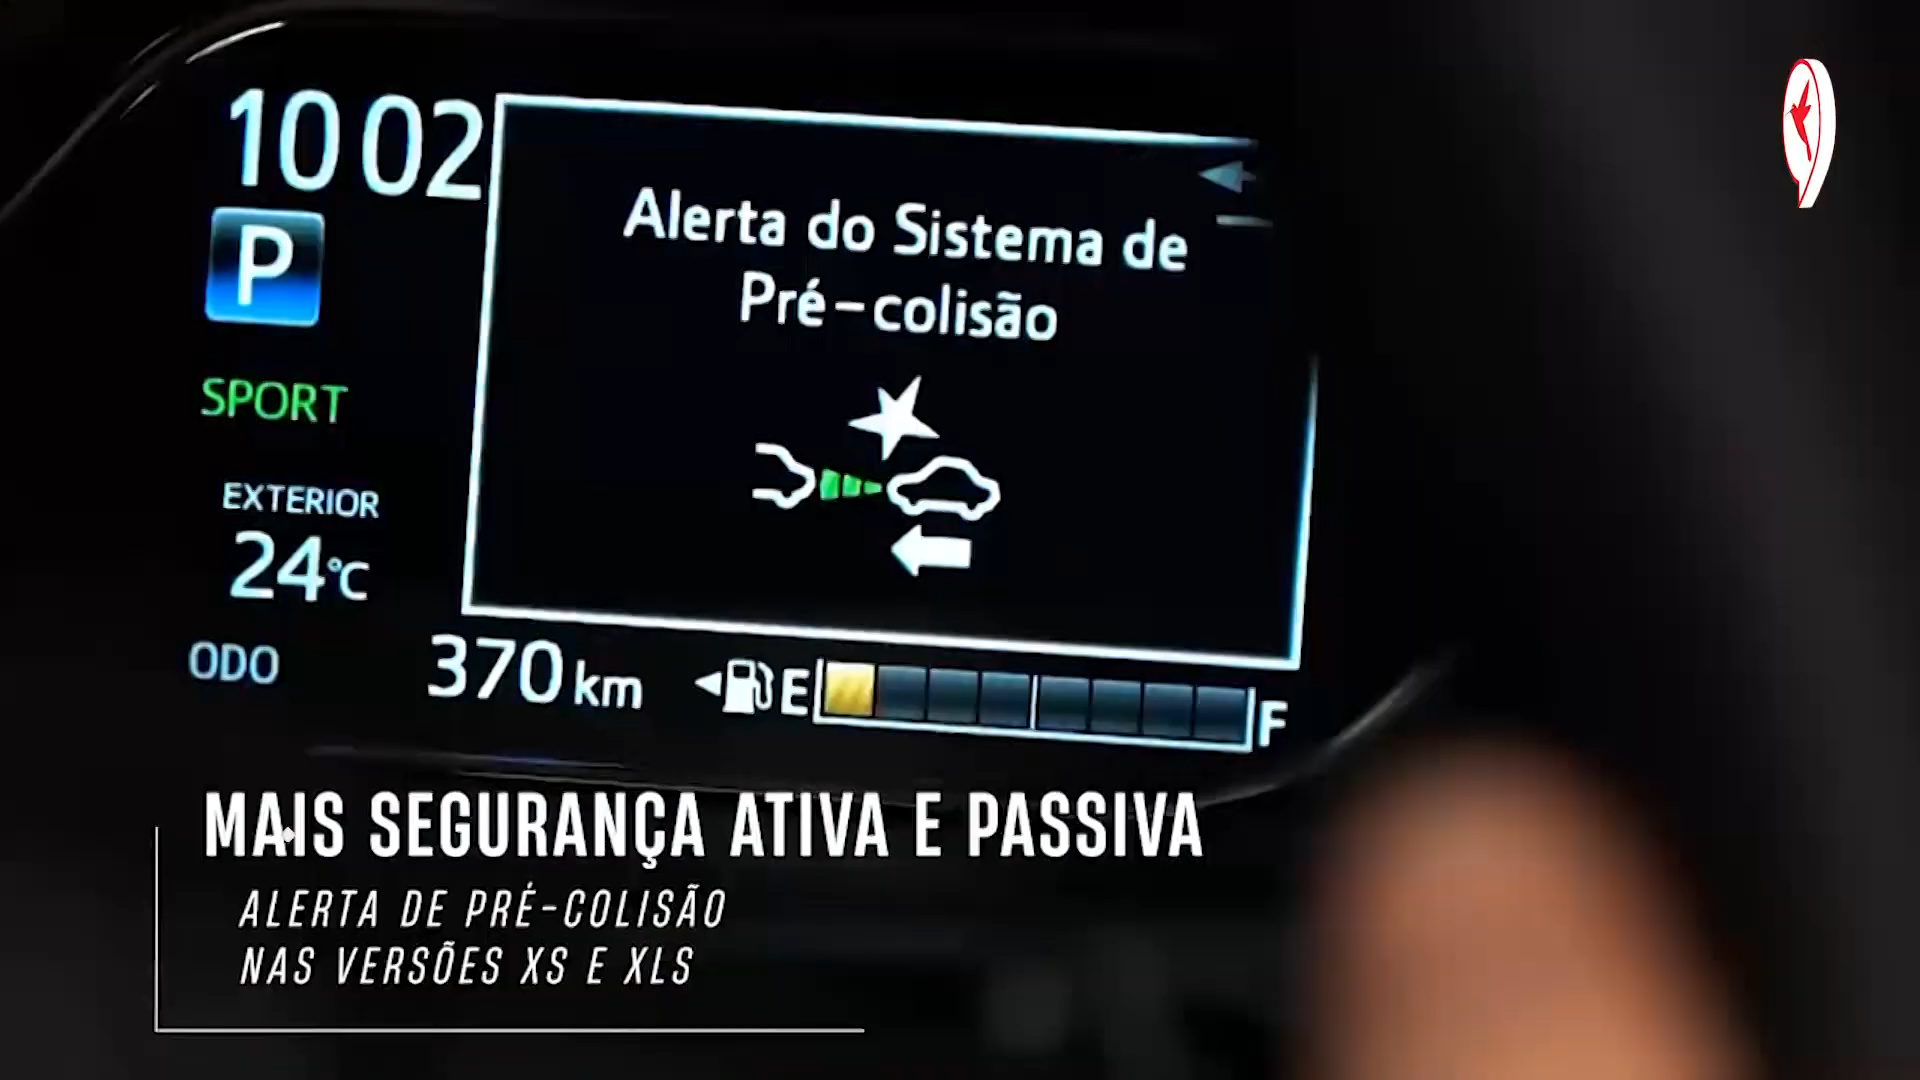 10 02
P
SPORT
EXTERIOR
24°C
ODO
370 km
Alerta do Sistema de
Pré-colisão
E
F
MAIS SEGURANÇA ATIVA E PASSIVA
ALERTA DE PRÉ-COLISÃO
NAS VERSÕES XS E XLS